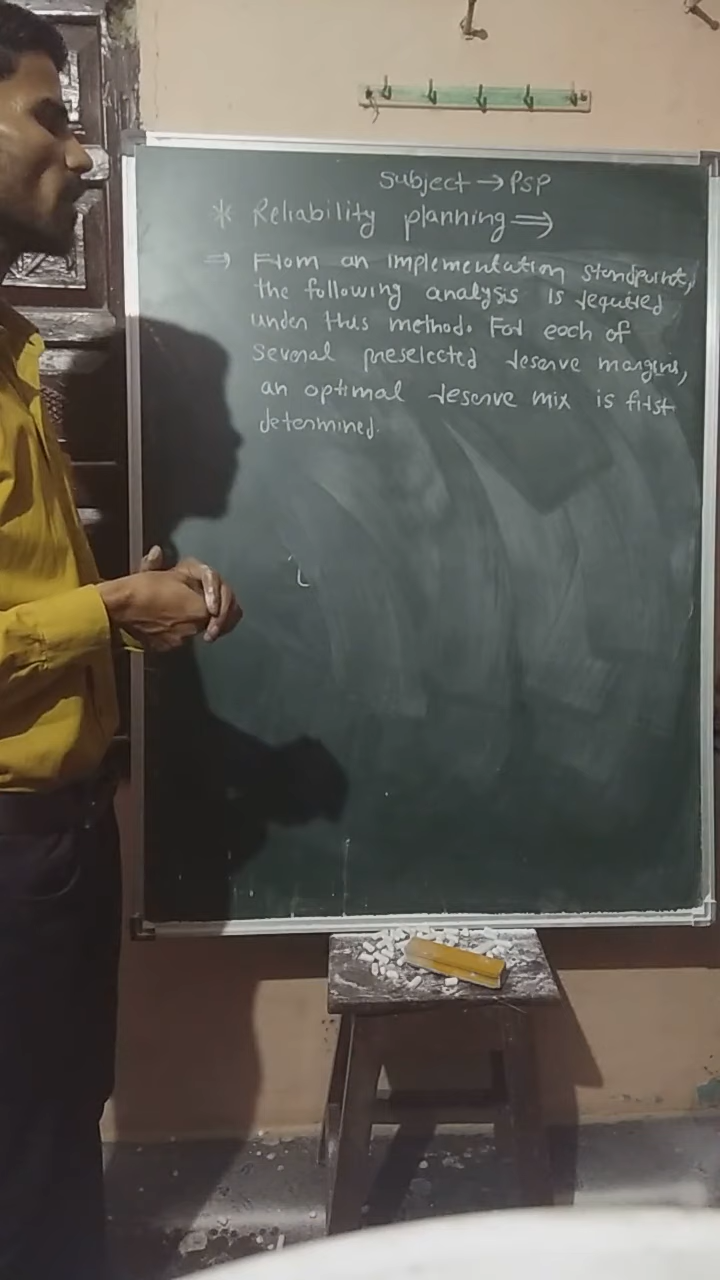 Subject → PSP
* Reliability planning ⇒
⇒ From an implementation standpoint,
the following analysis is required
under this method. For each of
several preselected reserve margins,
an optimal reserve mix is first
determined.